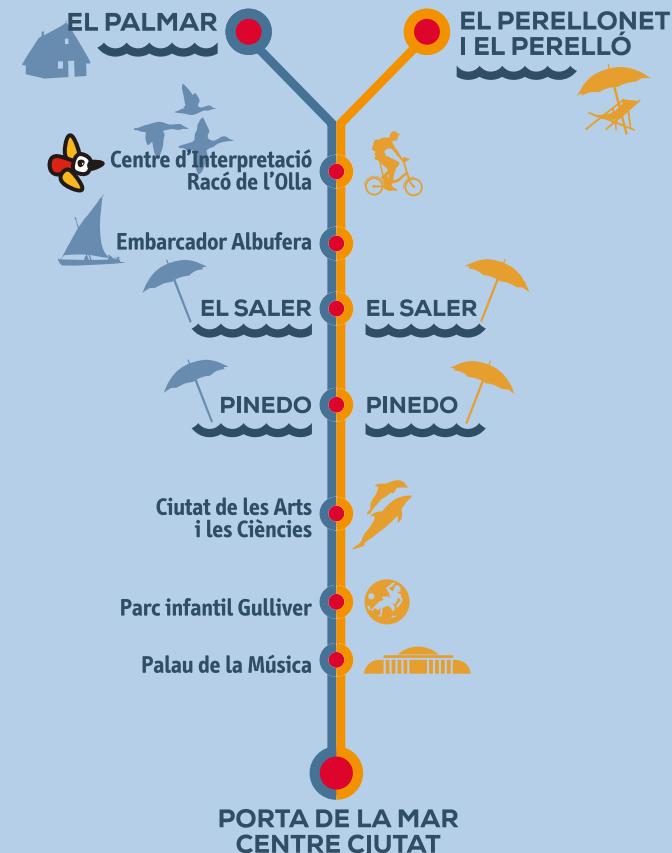 EL PALMAR
EL PERELLONET
I EL PERELLÓ
Centre d'Interpretació
Racó de l'Olla
Embarcador Albufera
EL SALER
EL SALER
PINEDO
PINEDO
Ciutat de les Arts
i les Ciències
Parc infantil Gulliver
Palau de la Música
PORTA DE LA MAR
CENTRE CIUTAT